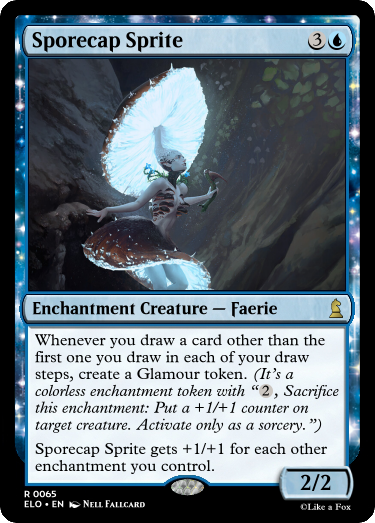 Sporecap Sprite 3
Enchantment Creature — Faerie
Whenever you draw a card other than the
first one you draw in each of your draw
steps, create a Glamour token. (It's a
colorless enchantment token with “2, Sacrifice
this enchantment: Put a +1/+1 counter on
target creature. Activate only as a sorcery.”)
Sporecap Sprite gets +1/+1 for each other
enchantment you control.
2/2
R 0065
ELO • EN Nell Fallcard
©Like a Fox